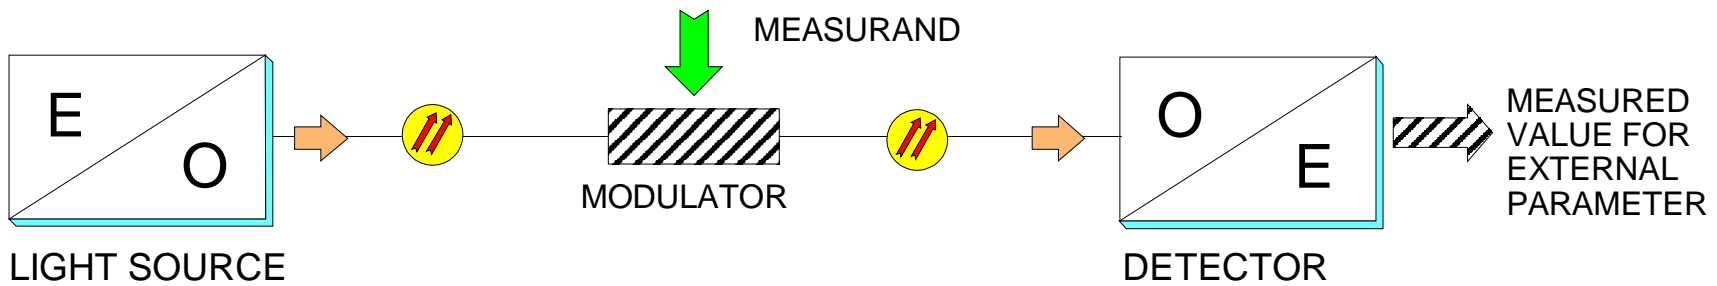 MEASURAND
E
O
O
E
MEASURED
VALUE FOR
EXTERNAL
PARAMETER
MODULATOR
LIGHT SOURCE
DETECTOR